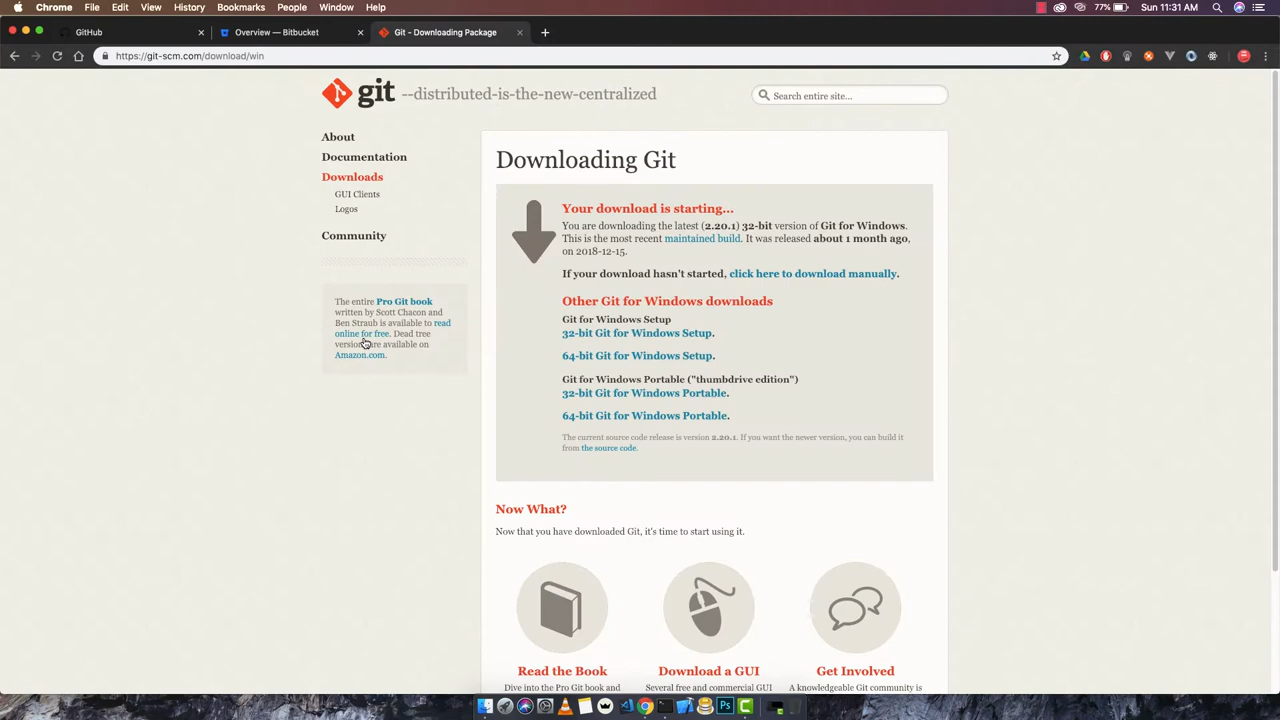 Chrome File Edit View History Bookmarks People Window Help 77% Sun 11:31 AM
GitHub × Overview — Bitbucket × Git - Downloading Package × +
https://git-scm.com/download/win
git --distributed-is-the-new-centralized
Search entire site...
About
Documentation
Downloads
GUI Clients
Logos
Community
The entire Pro Git book
written by Scott Chacon and
Ben Straub is available to read
online for free. Dead tree
versions are available on
Amazon.com.
Downloading Git
Your download is starting...
You are downloading the latest (2.20.1) 32-bit version of Git for Windows.
This is the most recent maintained build. It was released about 1 month ago,
on 2018-12-15.
If your download hasn't started, click here to download manually.
Other Git for Windows downloads
Git for Windows Setup
32-bit Git for Windows Setup.
64-bit Git for Windows Setup.
Git for Windows Portable ("thumbdrive edition")
32-bit Git for Windows Portable.
64-bit Git for Windows Portable.
The current source code release is version 2.20.1. If you want the newer version, you can build it
from the source code.
Now What?
Now that you have downloaded Git, it's time to start using it.
Read the Book
Dive into the Pro Git book and
Download a GUI
Several free and commercial GUI
Get Involved
A knowledgeable Git community is
Ps